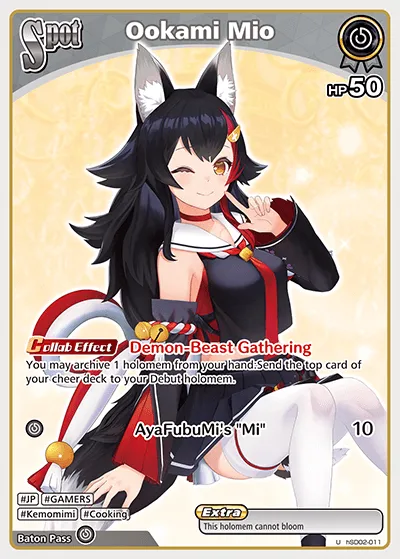 Spot
Ookami Mio
HP 50
Collab Effect Demon-Beast Gathering
You may archive 1 holomem from your hand:Send the top card of
your cheer deck to your Debut holomem.
AyaFubuMi's "Mi" 10
#JP #GAMERS
#Kemomimi #Cooking
Extra
This holomem cannot bloom
Baton Pass
U hSD02-011